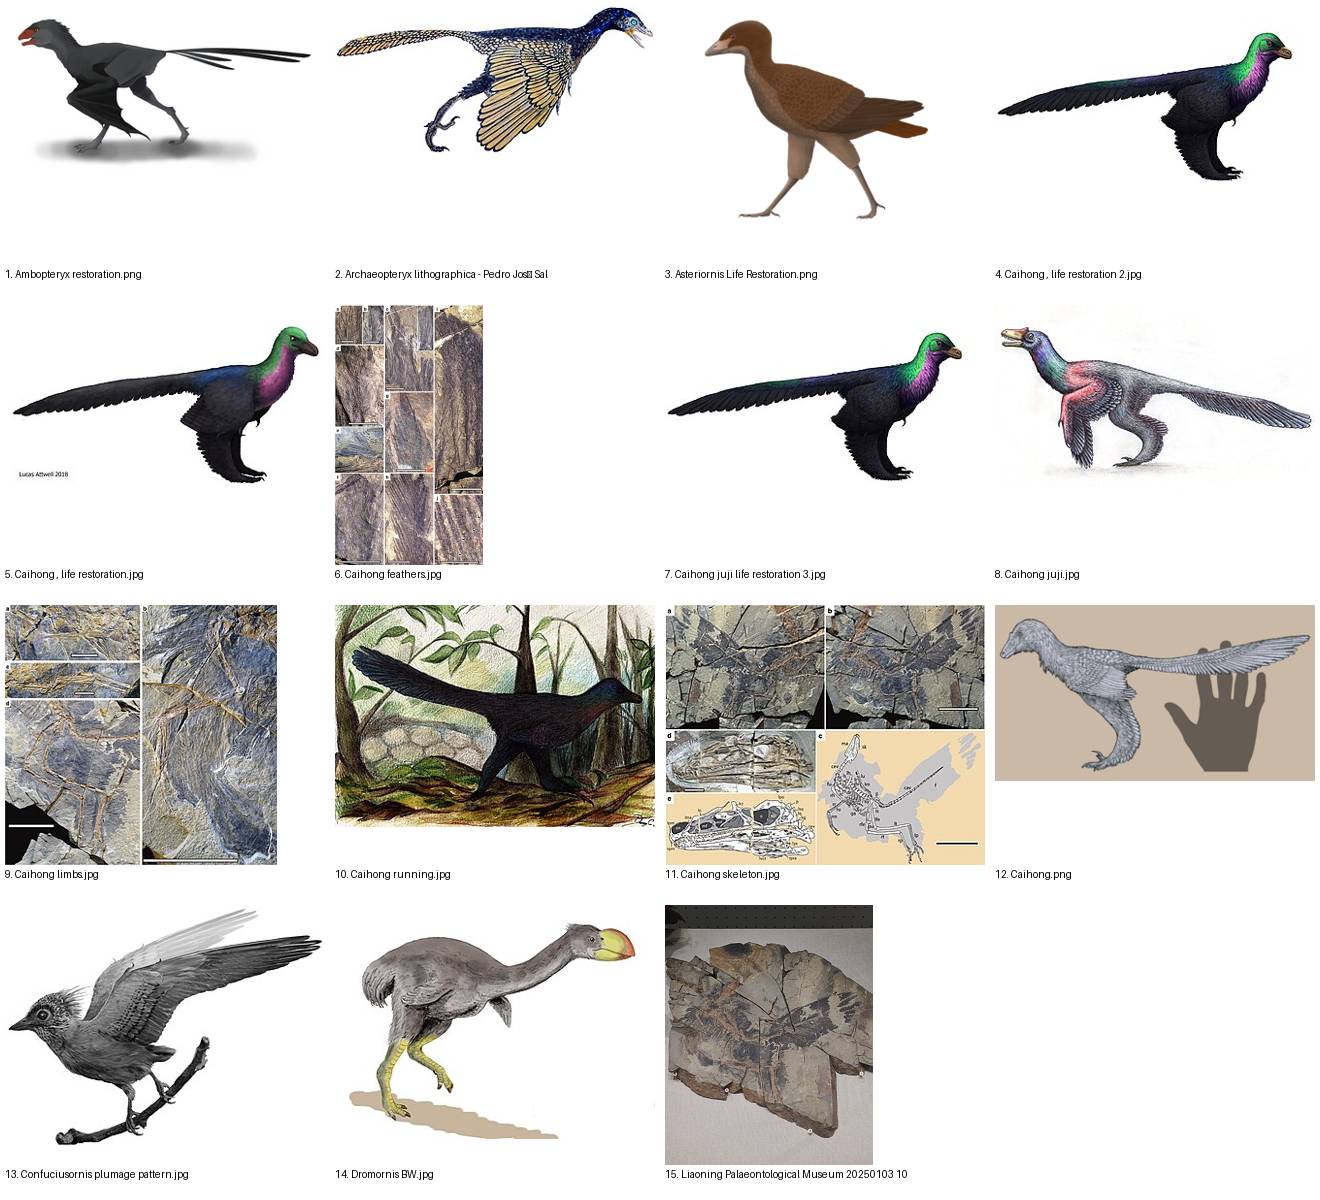 1. Ambopteryx restoration.png
2. Archaeopteryx lithographica - Pedro Jos Sal
3. Asteriornis Life Restoration.png
4. Caihong, life restoration 2.jpg
Lucas Attwell 2018
5. Caihong, life restoration.jpg
6. Caihong feathers.jpg
7. Caihong juji life restoration 3.jpg
8. Caihong juji.jpg
9. Caihong limbs.jpg
10. Caihong running.jpg
11. Caihong skeleton.jpg
12. Caihong.png
13. Confuciusornis plumage pattern.jpg
14. Dromornis BW.jpg
15. Liaoning Palaeontological Museum 20250103 10